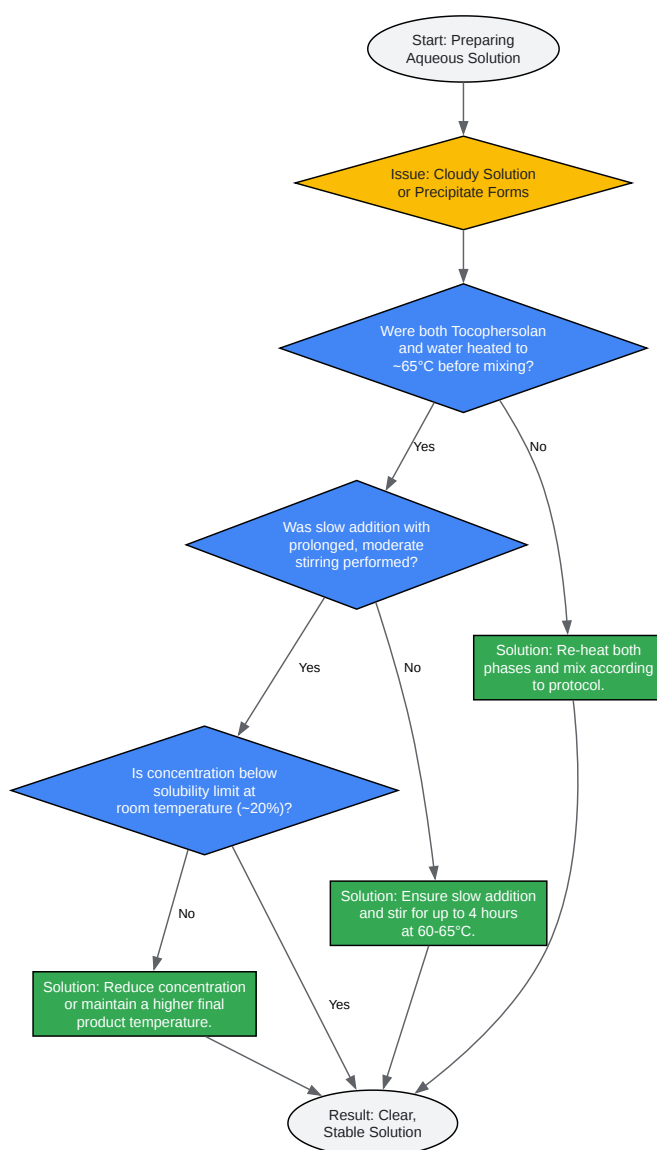 Start: Preparing
Aqueous Solution
Issue: Cloudy Solution
or Precipitate Forms
Were both Tocophersolan
and water heated to
~65°C before mixing?
Yes
No
Was slow addition with
prolonged, moderate
stirring performed?
Solution: Re-heat both
phases and mix according
to protocol.
Yes
No
Is concentration below
solubility limit at
room temperature (~20%)?
Solution: Ensure slow addition
and stir for up to 4 hours
at 60-65°C.
No
Yes
Solution: Reduce concentration
or maintain a higher final
product temperature.
Result: Clear,
Stable Solution